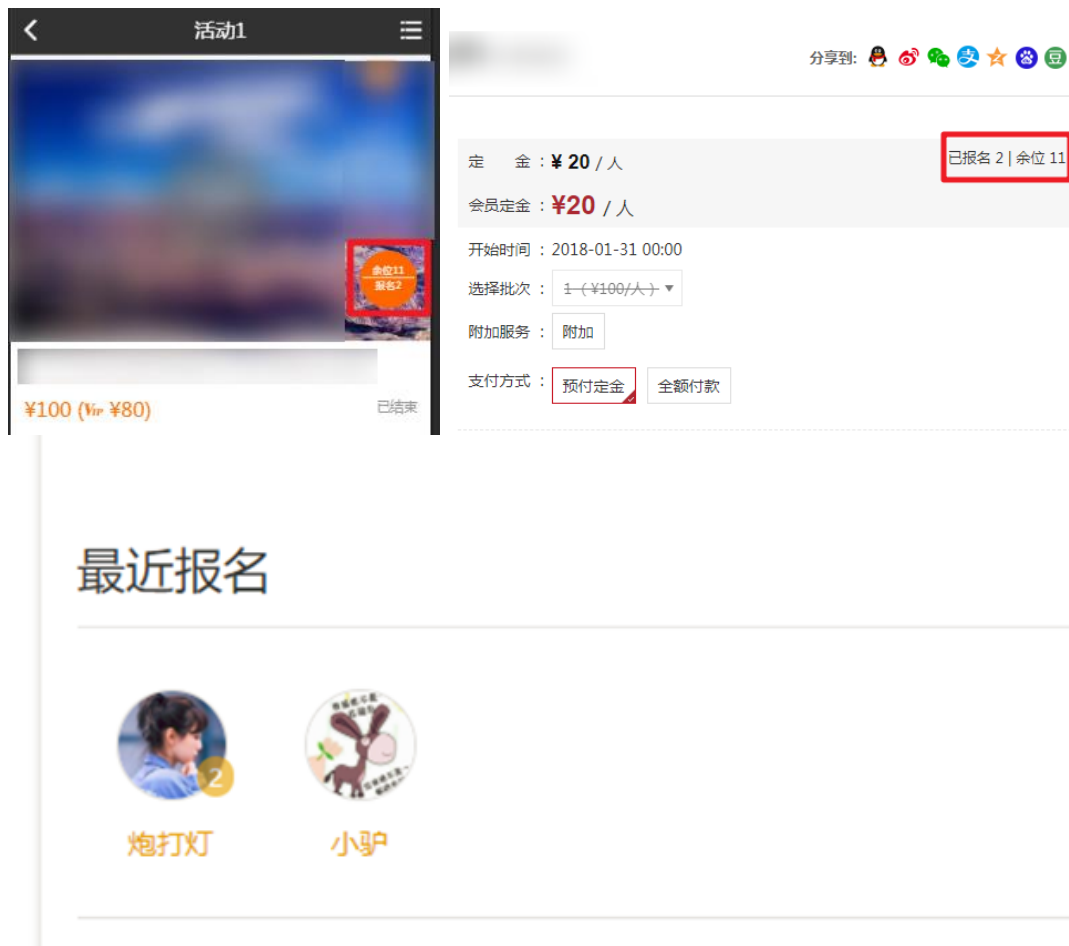 活动1
余位11
报名2
¥100 (Vip ¥80)
已结束
分享到:
定 金 : ¥ 20 / 人
已报名 2 | 余位 11
会员定金 : ¥20 / 人
开始时间 : 2018-01-31 00:00
选择批次 : 1（¥100/人）
附加服务 : 附加
支付方式 : 预付定金 全额付款
最近报名
2
炮打灯
小驴